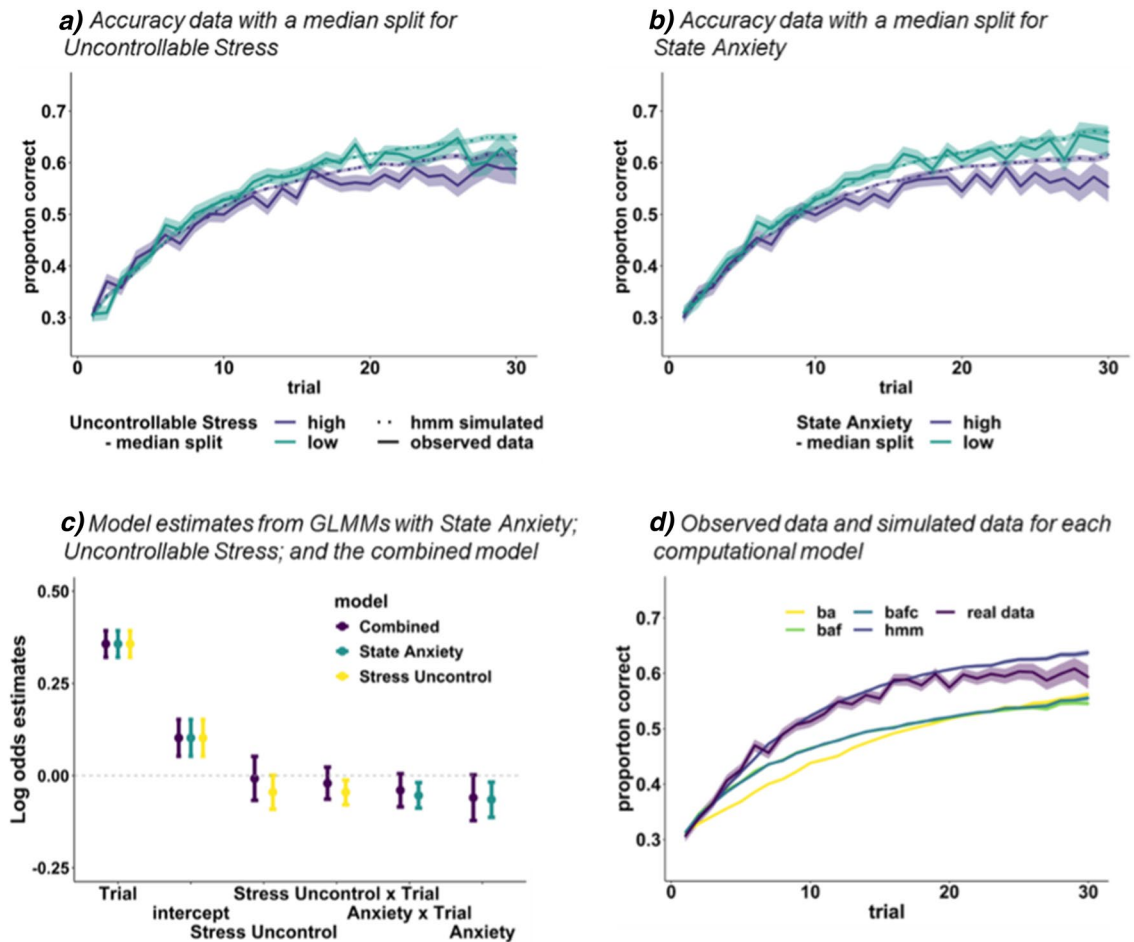 a) Accuracy data with a median split for
Uncontrollable Stress
proporton correct
0.7
0.6
0.5
0.4
0.3
0
10
20
30
trial
Uncontrollable Stress
- median split
high
low
hmm simulated
observed data
b) Accuracy data with a median split for
State Anxiety
proporton correct
0.7
0.6
0.5
0.4
0.3
0
10
20
30
trial
State Anxiety
- median split
high
low
c) Model estimates from GLMMs with State Anxiety;
Uncontrollable Stress; and the combined model
Log odds estimates
0.50
0.25
0.00
-0.25
model
Combined
State Anxiety
Stress Uncontrol
Trial
Stress Uncontrol x Trial
intercept
Anxiety x Trial
Stress Uncontrol
Anxiety
d) Observed data and simulated data for each
computational model
proporton correct
0.7
0.6
0.5
0.4
0.3
0
10
20
30
trial
ba
bafc
real data
baf
hmm